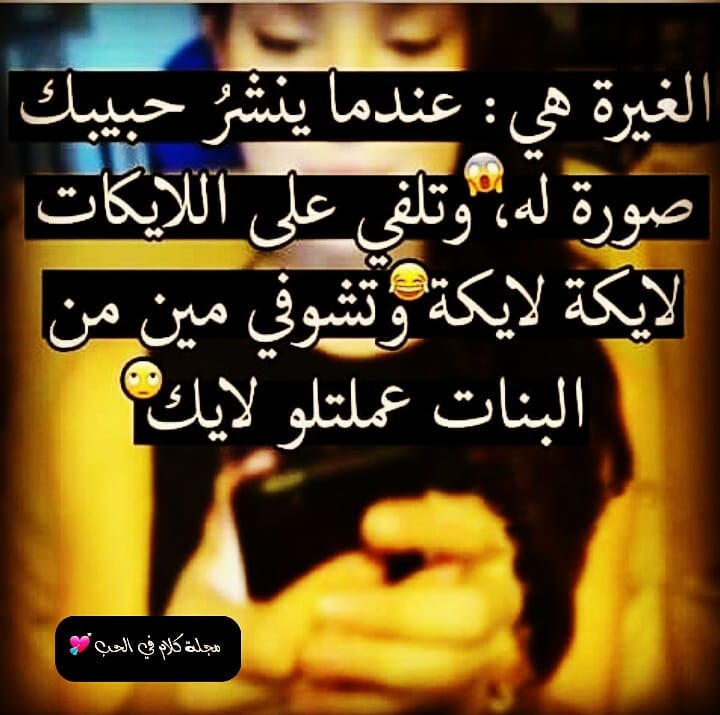 الغيرة هي : عندما ينشرُ حبيبك
صورة له،😱 وتلفي على اللايكات
لايكة لايكة😂 وتشوفي مين من
البنات عملتلو لايك🙄
مجلة كلام في الحب 💘